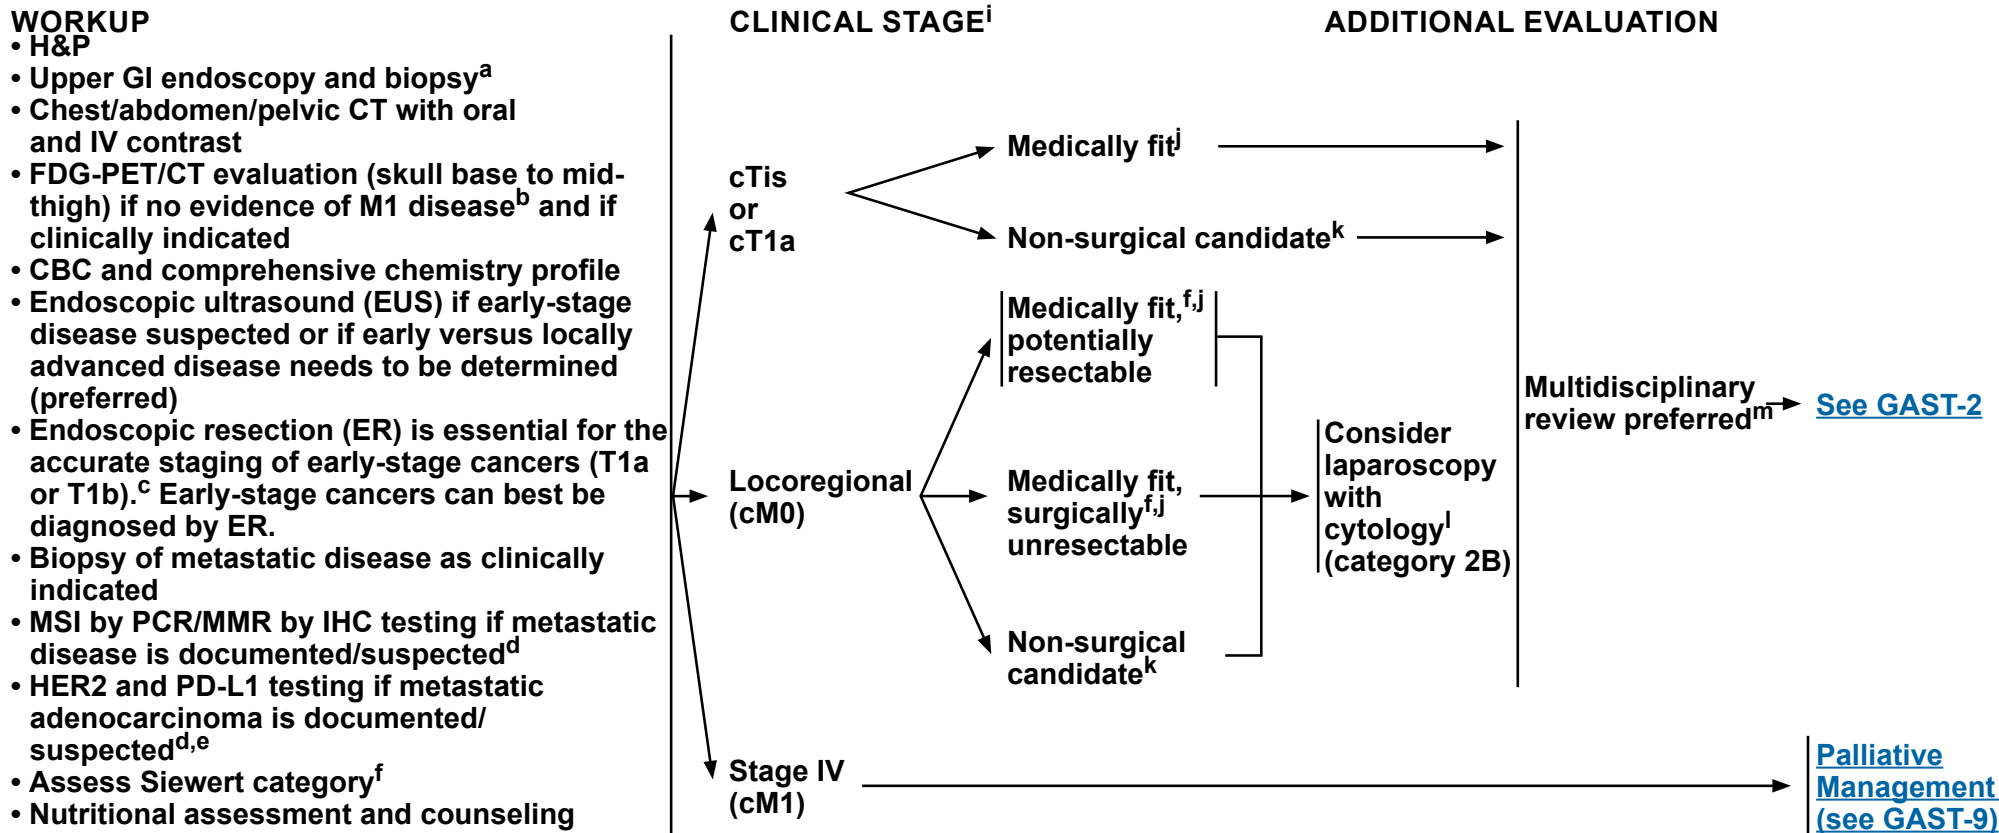 WORKUP
• H&P
• Upper GI endoscopy and biopsyᵃ
• Chest/abdomen/pelvic CT with oral
and IV contrast
• FDG-PET/CT evaluation (skull base to mid-
thigh) if no evidence of M1 diseaseᵇ and if
clinically indicated
• CBC and comprehensive chemistry profile
• Endoscopic ultrasound (EUS) if early-stage
disease suspected or if early versus locally
advanced disease needs to be determined
(preferred)
• Endoscopic resection (ER) is essential for the
accurate staging of early-stage cancers (T1a
or T1b).ᶜ Early-stage cancers can best be
diagnosed by ER.
• Biopsy of metastatic disease as clinically
indicated
• MSI by PCR/MMR by IHC testing if metastatic
disease is documented/suspectedᵈ
• HER2 and PD-L1 testing if metastatic
adenocarcinoma is documented/
suspectedᵈ,ᵉ
• Assess Siewert categoryᶠ
• Nutritional assessment and counseling
CLINICAL STAGEⁱ
cTis
or
cT1a
Medically fitʲ
Non-surgical candidateᵏ
Locoregional
(cM0)
Medically fit,ᶠ,ʲ
potentially
resectable
Medically fit,
surgicallyᶠ,ʲ
unresectable
Non-surgical
candidateᵏ
Stage IV
(cM1)
ADDITIONAL EVALUATION
Consider
laparoscopy
with
cytologyˡ
(category 2B)
Multidisciplinary
review preferredᵐ
See GAST-2
Palliative
Management
(see GAST-9)